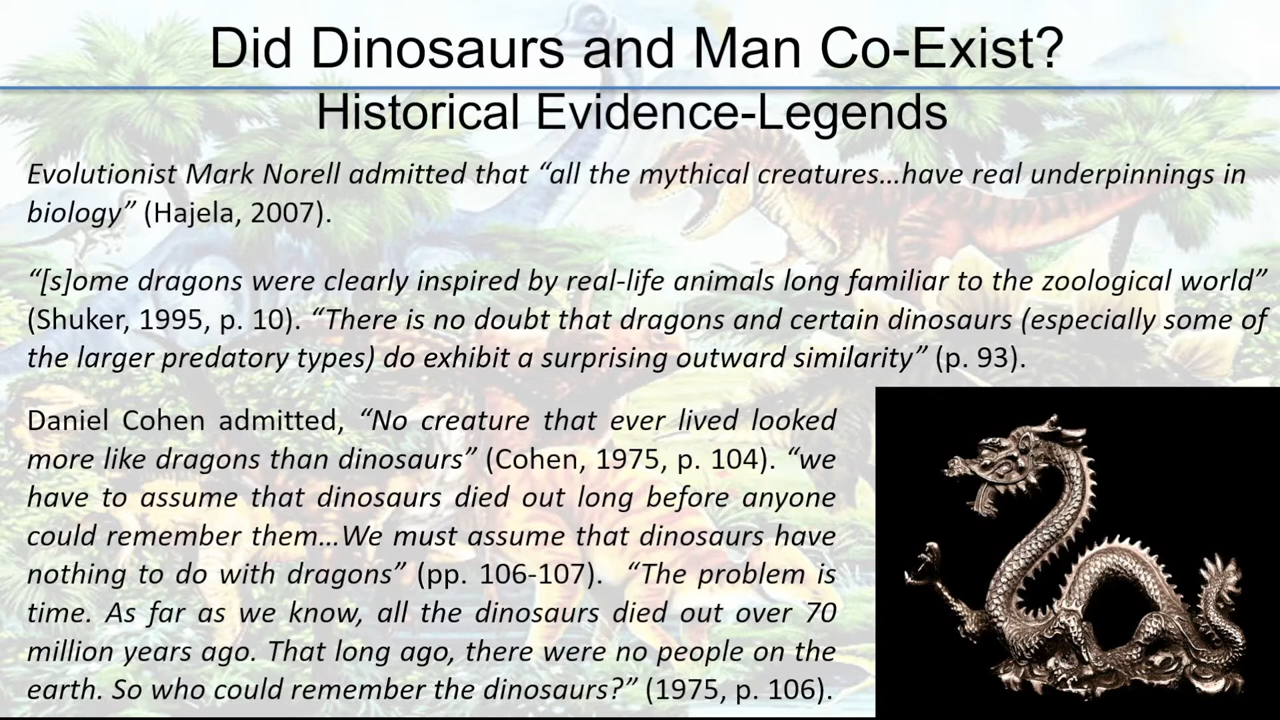 Did Dinosaurs and Man Co-Exist?
Historical Evidence-Legends
Evolutionist Mark Norell admitted that “all the mythical creatures…have real underpinnings in
biology” (Hajela, 2007).
“[s]ome dragons were clearly inspired by real-life animals long familiar to the zoological world”
(Shuker, 1995, p. 10). “There is no doubt that dragons and certain dinosaurs (especially some of
the larger predatory types) do exhibit a surprising outward similarity” (p. 93).
Daniel Cohen admitted, “No creature that ever lived looked
more like dragons than dinosaurs” (Cohen, 1975, p. 104). “we
have to assume that dinosaurs died out long before anyone
could remember them…We must assume that dinosaurs have
nothing to do with dragons” (pp. 106-107). “The problem is
time. As far as we know, all the dinosaurs died out over 70
million years ago. That long ago, there were no people on the
earth. So who could remember the dinosaurs?” (1975, p. 106).